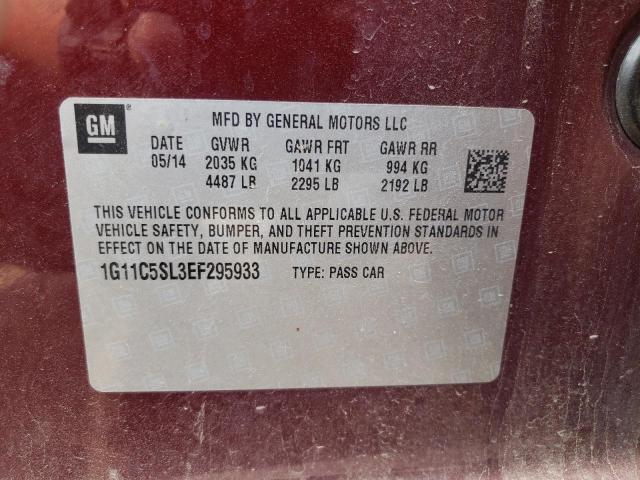 GM ®
MFD BY GENERAL MOTORS LLC
DATE GVWR GAWR FRT GAWR RR
05/14 2035 KG 1041 KG 994 KG
4487 LB 2295 LB 2192 LB
THIS VEHICLE CONFORMS TO ALL APPLICABLE U.S. FEDERAL MOTOR
VEHICLE SAFETY, BUMPER, AND THEFT PREVENTION STANDARDS IN
EFFECT ON THE DATE OF MANUFACTURE SHOWN ABOVE.
1G11C5SL3EF295933 TYPE: PASS CAR